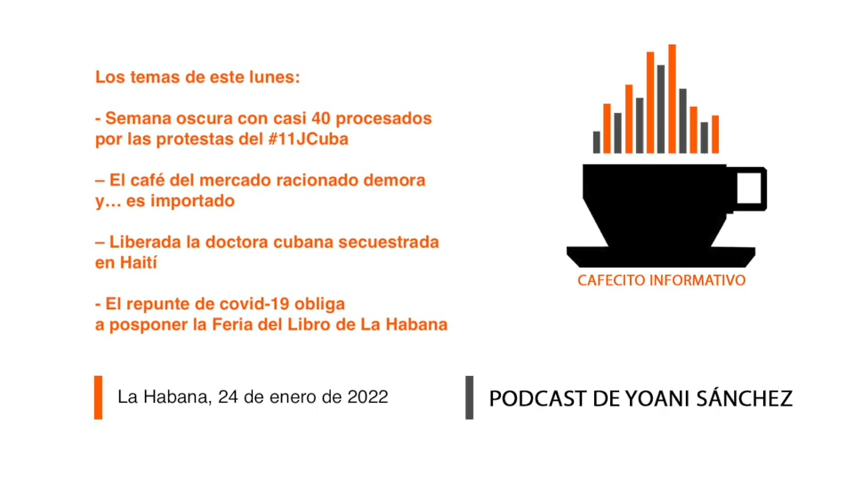 Los temas de este lunes:
- Semana oscura con casi 40 procesados
por las protestas del #11JCuba
– El café del mercado racionado demora
y… es importado
– Liberada la doctora cubana secuestrada
en Haití
- El repunte de covid-19 obliga
a posponer la Feria del Libro de La Habana
CAFECITO INFORMATIVO
La Habana, 24 de enero de 2022
PODCAST DE YOANI SÁNCHEZ